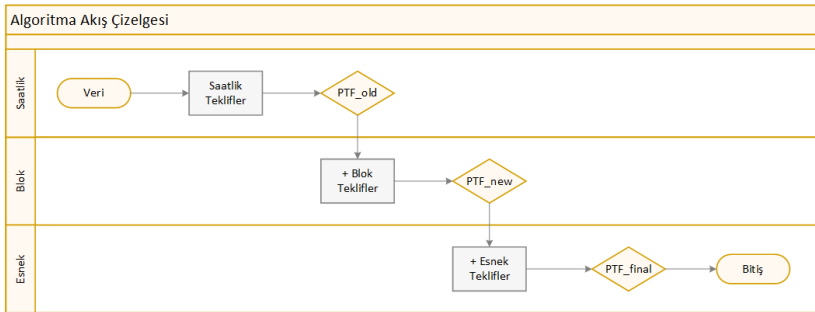 Algoritma Akış Çizelgesi
Saatlik
Veri
Saatlik
Teklifler
PTF_old
Blok
+ Blok
Teklifler
PTF_new
Esnek
+ Esnek
Teklifler
PTF_final
Bitiş